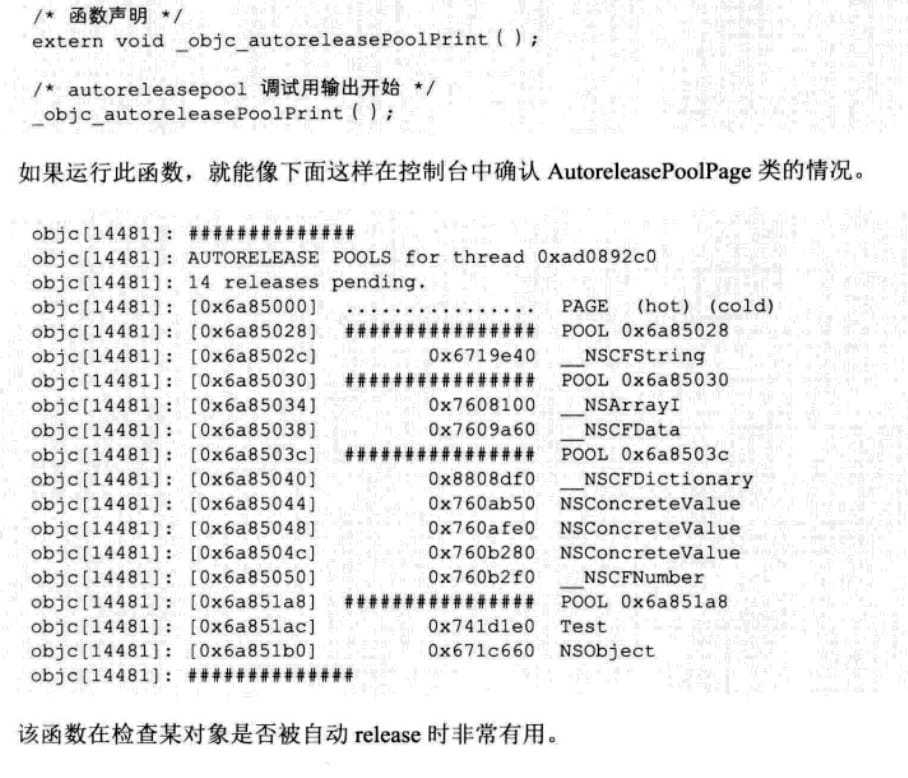 /* 函数声明 */
extern void _objc_autoreleasePoolPrint();
/* autoreleasepool 调试用输出开始 */
_objc_autoreleasePoolPrint();
如果运行此函数，就能像下面这样在控制台中确认 AutoreleasePoolPage 类的情况。
objc[14481]: ##############
objc[14481]: AUTORELEASE POOLS for thread 0xad0892c0
objc[14481]: 14 releases pending.
objc[14481]: [0x6a85000] ................ PAGE (hot) (cold)
objc[14481]: [0x6a85028] ################ POOL 0x6a85028
objc[14481]: [0x6a8502c] 0x6719e40 __NSCFString
objc[14481]: [0x6a85030] ################ POOL 0x6a85030
objc[14481]: [0x6a85034] 0x7608100 __NSArrayI
objc[14481]: [0x6a85038] 0x7609a60 __NSCFData
objc[14481]: [0x6a8503c] ################ POOL 0x6a8503c
objc[14481]: [0x6a85040] 0x8808df0 __NSCFDictionary
objc[14481]: [0x6a85044] 0x760ab50 NSConcreteValue
objc[14481]: [0x6a85048] 0x760afe0 NSConcreteValue
objc[14481]: [0x6a8504c] 0x760b280 NSConcreteValue
objc[14481]: [0x6a85050] 0x760b2f0 __NSCFNumber
objc[14481]: [0x6a851a8] ################ POOL 0x6a851a8
objc[14481]: [0x6a851ac] 0x741d1e0 Test
objc[14481]: [0x6a851b0] 0x671c660 NSObject
objc[14481]: ##############
该函数在检查某对象是否被自动 release 时非常有用。